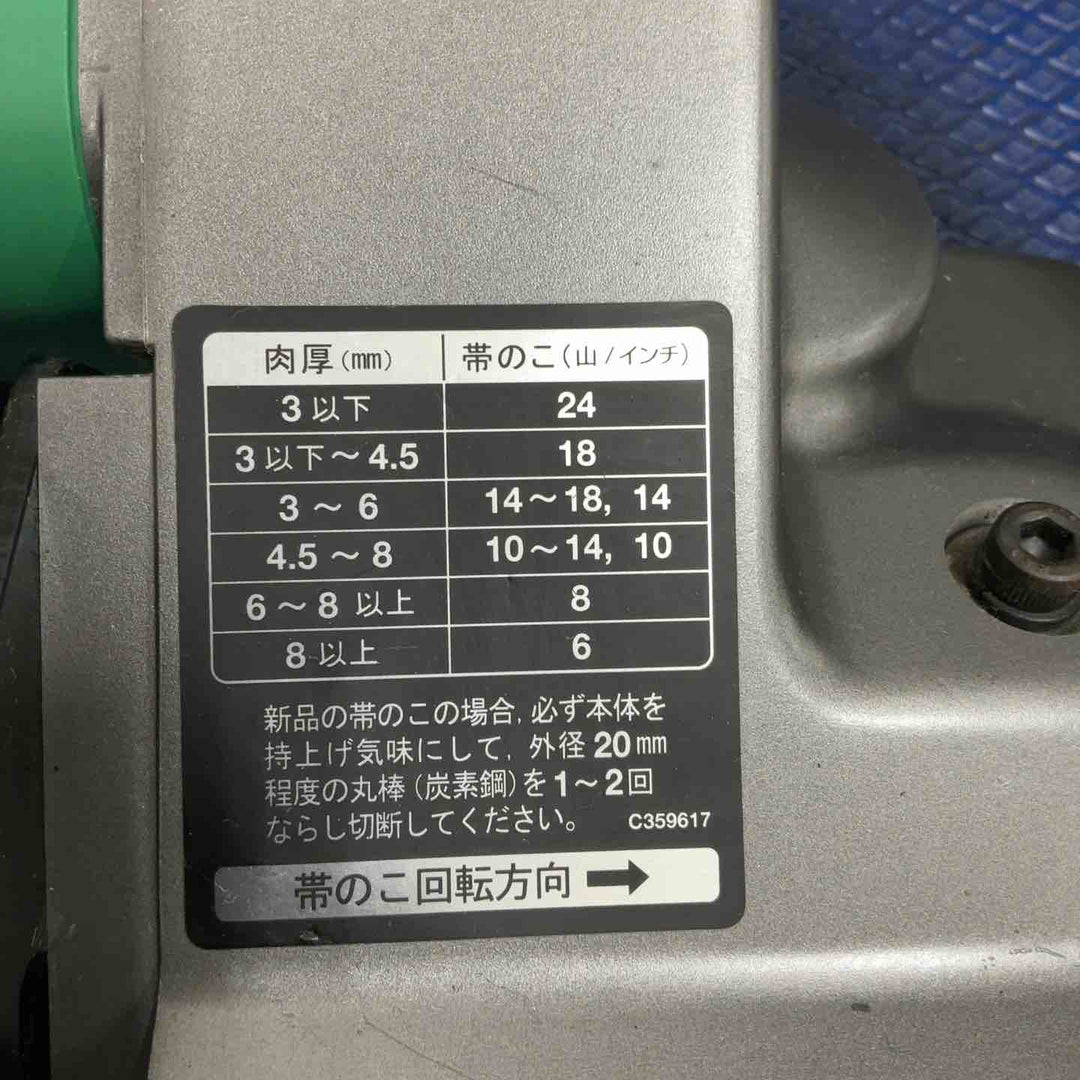 肉厚(mm) 帯のこ(山/インチ)
3以下 24
3以下～4.5 18
3～6 14～18, 14
4.5～8 10～14, 10
6～8以上 8
8以上 6
新品の帯のこの場合,必ず本体を
持上げ気味にして,外径20mm
程度の丸棒(炭素鋼)を1～2回
ならし切断してください。 C359617
帯のこ回転方向→